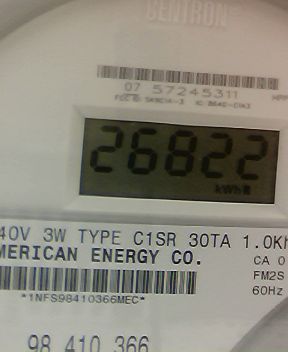 CENTRON®
07 57245311
26822
kWh
40V 3W TYPE C1SR 30TA 1.0Kh
MERICAN ENERGY CO.
CA 0
FM2S
*1NFS98410366MEC*
60Hz
98 410 366